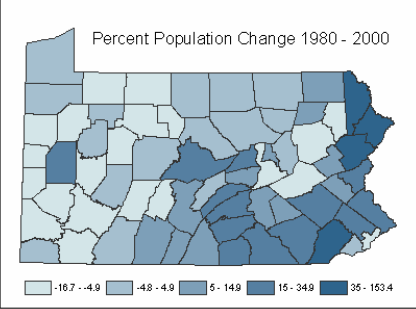 Percent Population Change 1980 - 2000
-16.7 - -4.9 -4.8 - 4.9 5 - 14.9 15 - 34.9 35 - 153.4